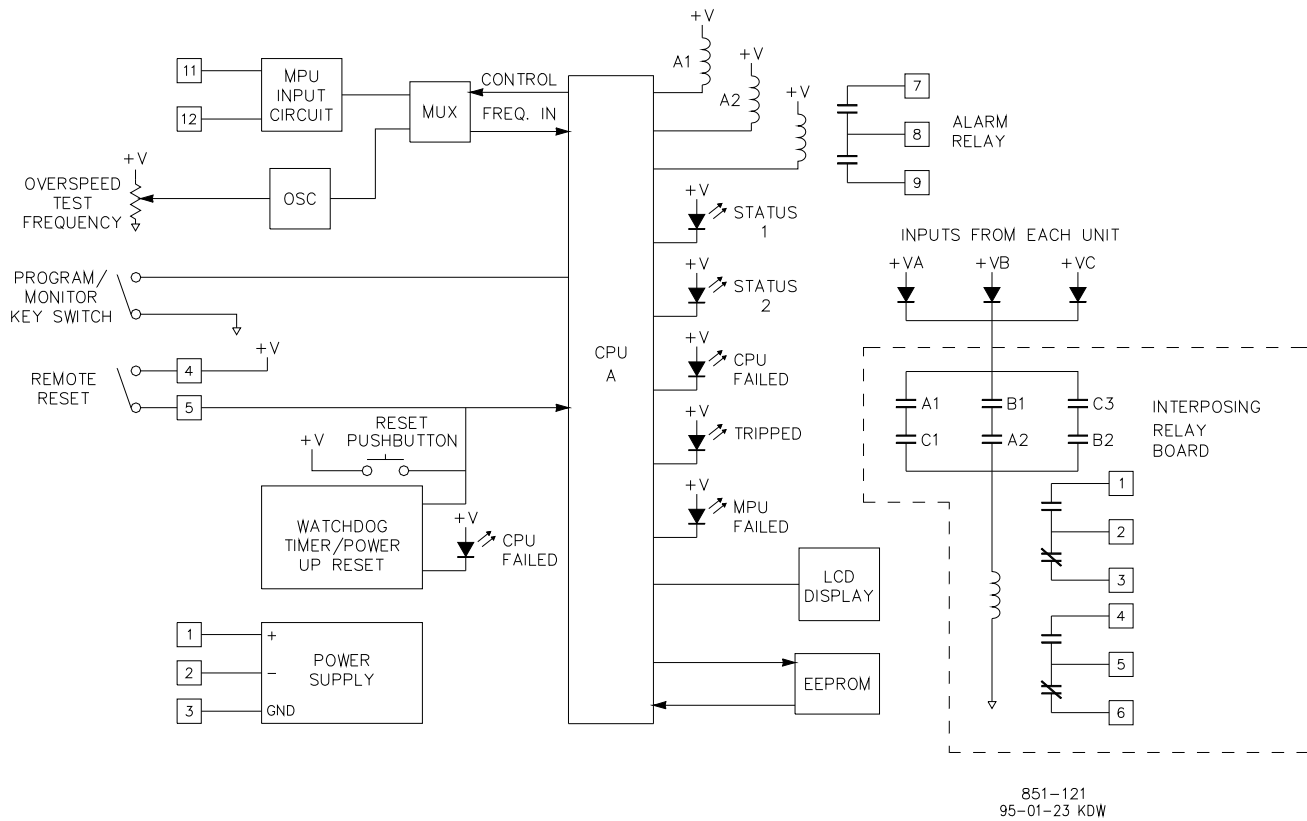 +V
A1
+V
A2
+V
11
12
MPU
INPUT
CIRCUIT
MUX
CONTROL
FREQ. IN
7
8
9
ALARM
RELAY
+V
OVERSPEED
TEST
FREQUENCY
OSC
+V
STATUS
1
INPUTS FROM EACH UNIT
+VA
+VB
+VC
PROGRAM/
MONITOR
KEY SWITCH
+V
STATUS
2
CPU
A
REMOTE
RESET
4
+V
5
+V
CPU
FAILED
A1
B1
C3
C1
A2
B2
INTERPOSING
RELAY
BOARD
RESET
PUSHBUTTON
+V
+V
TRIPPED
WATCHDOG
TIMER/POWER
UP RESET
+V
CPU
FAILED
+V
MPU
FAILED
1
2
3
4
5
6
LCD
DISPLAY
1
+
2
–
3
GND
POWER
SUPPLY
EEPROM
851–121
95–01–23 KDW